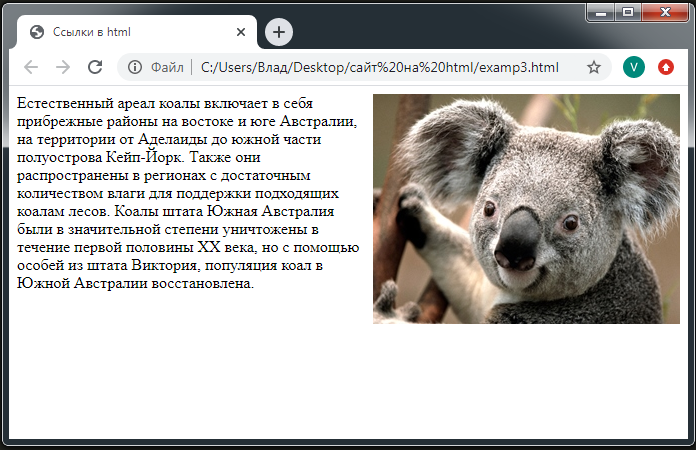 Ссылки в html
Файл
C:/Users/Влад/Desktop/сайт%20на%20html/examp3.html
V
Естественный ареал коалы включает в себя
прибрежные районы на востоке и юге Австралии,
на территории от Аделаиды до южной части
полуострова Кейп-Йорк. Также они
распространены в регионах с достаточным
количеством влаги для поддержки подходящих
коалам лесов. Коалы штата Южная Австралия
были в значительной степени уничтожены в
течение первой половины XX века, но с помощью
особей из штата Виктория, популяция коал в
Южной Австралии восстановлена.